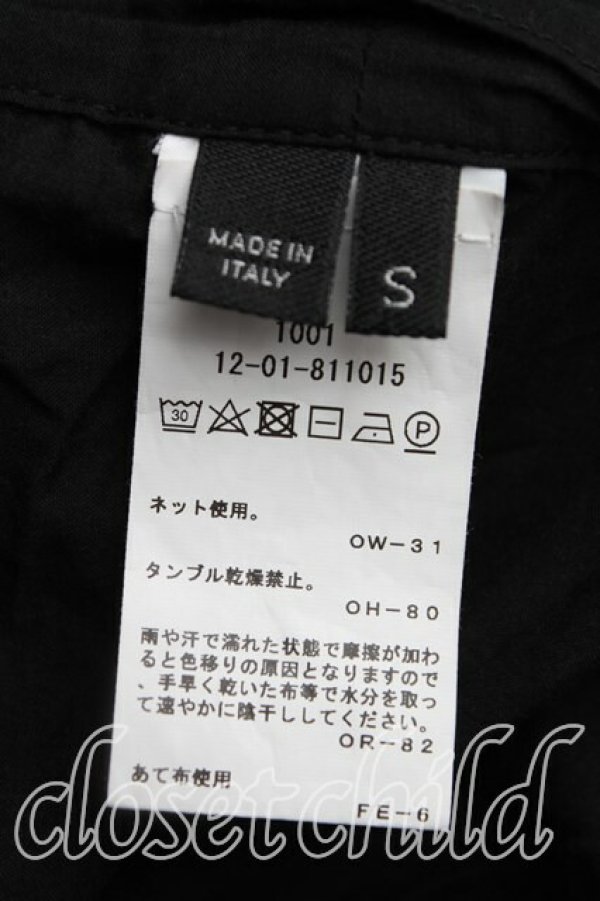 MADE IN
ITALY
S
1001
12-01-811015
30
P
ネット使用。
OW-31
タンブル乾燥禁止。
OH-80
雨や汗で濡れた状態で摩擦が加わ
ると色移りの原因となりますので
、手早く乾いた布等で水分を取っ
て速やかに陰干ししてください。
OR-82
あて布使用
FE-6
closet child